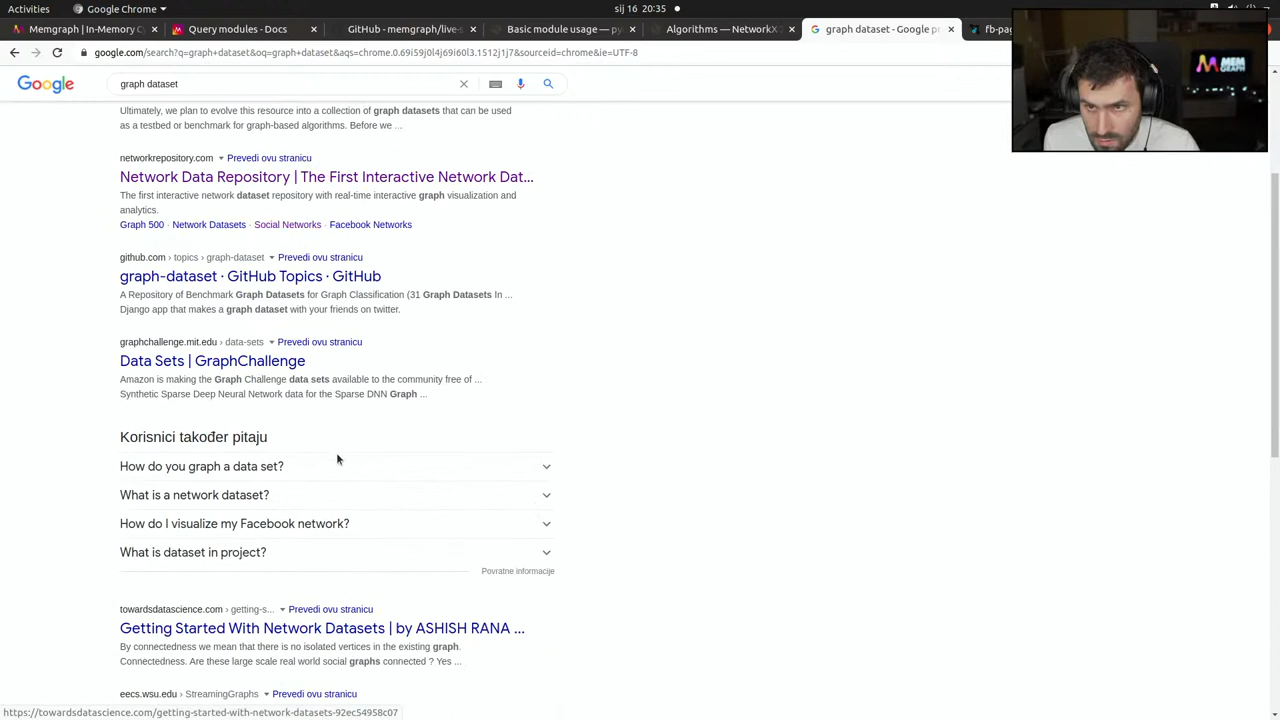 Activities
Google Chrome
sij 16 20:35
Memgraph | In-Memory C
Query modules - Docs
GitHub - memgraph/live-s
Basic module usage — py
Algorithms — NetworkX
graph dataset - Google p
fb-pag
google.com/search?q=graph+dataset&oq=graph+dataset&aqs=chrome.0.69i59j0l4j69i60l3.1512j1j7&sourceid=chrome&ie=UTF-8
Google
graph dataset
MEM
GRAPH
Ultimately, we plan to evolve this resource into a collection of graph datasets that can be used
as a testbed or benchmark for graph-based algorithms. Before we ...
networkrepository.com Prevedi ovu stranicu
Network Data Repository | The First Interactive Network Dat...
The first interactive network dataset repository with real-time interactive graph visualization and
analytics.
Graph 500 · Network Datasets · Social Networks · Facebook Networks
github.com › topics › graph-dataset Prevedi ovu stranicu
graph-dataset · GitHub Topics · GitHub
A Repository of Benchmark Graph Datasets for Graph Classification (31 Graph Datasets In ...
Django app that makes a graph dataset with your friends on twitter.
graphchallenge.mit.edu › data-sets Prevedi ovu stranicu
Data Sets | GraphChallenge
Amazon is making the Graph Challenge data sets available to the community free of ...
Synthetic Sparse Deep Neural Network data for the Sparse DNN Graph ...
Korisnici također pitaju
How do you graph a data set?
What is a network dataset?
How do I visualize my Facebook network?
What is dataset in project?
Povratne informacije
towardsdatascience.com › getting-s... Prevedi ovu stranicu
Getting Started With Network Datasets | by ASHISH RANA ...
By connectedness we mean that there is no isolated vertices in the existing graph.
Connectedness. Are these large scale real world social graphs connected ? Yes ...
eecs.wsu.edu › StreamingGraphs Prevedi ovu stranicu
https://towardsdatascience.com/getting-started-with-network-datasets-92ec54958c07